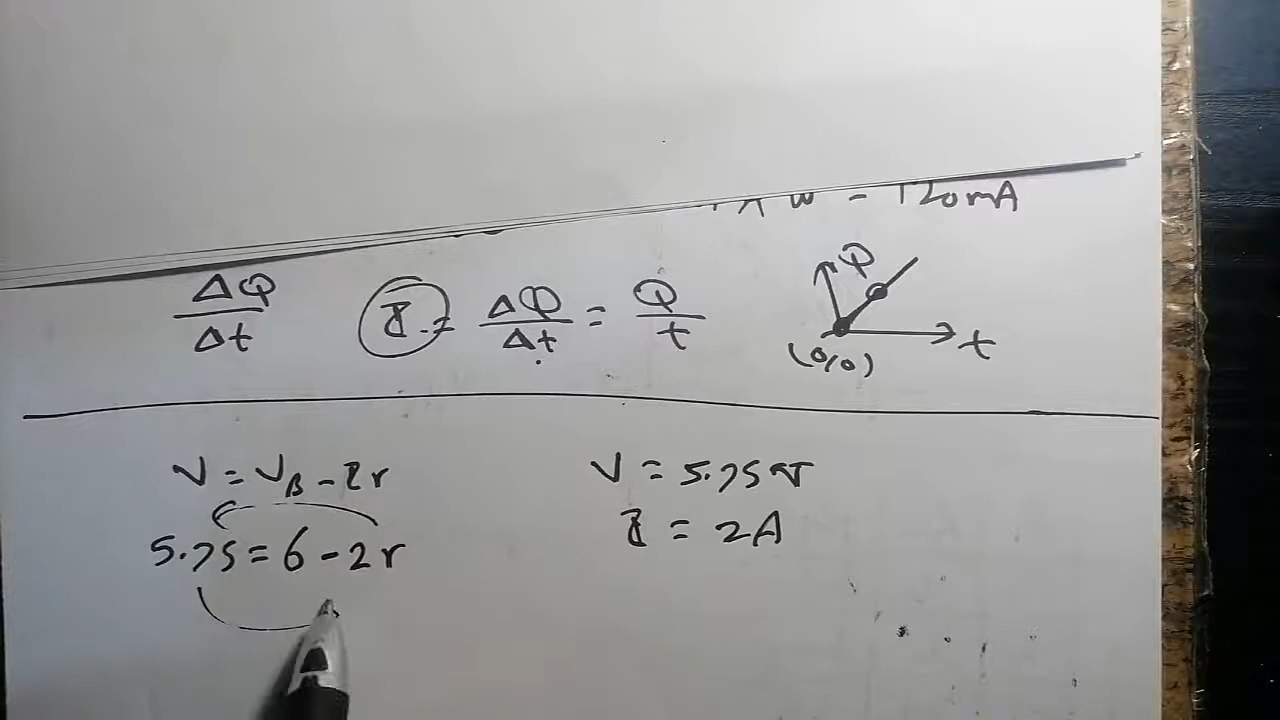 = 120mA
ΔQ/Δt I = ΔQ/Δt = Q/t
Q
t
(0,0)
V = V_B - Ir
V = 5.75V
5.75 = 6 - 2r
I = 2A